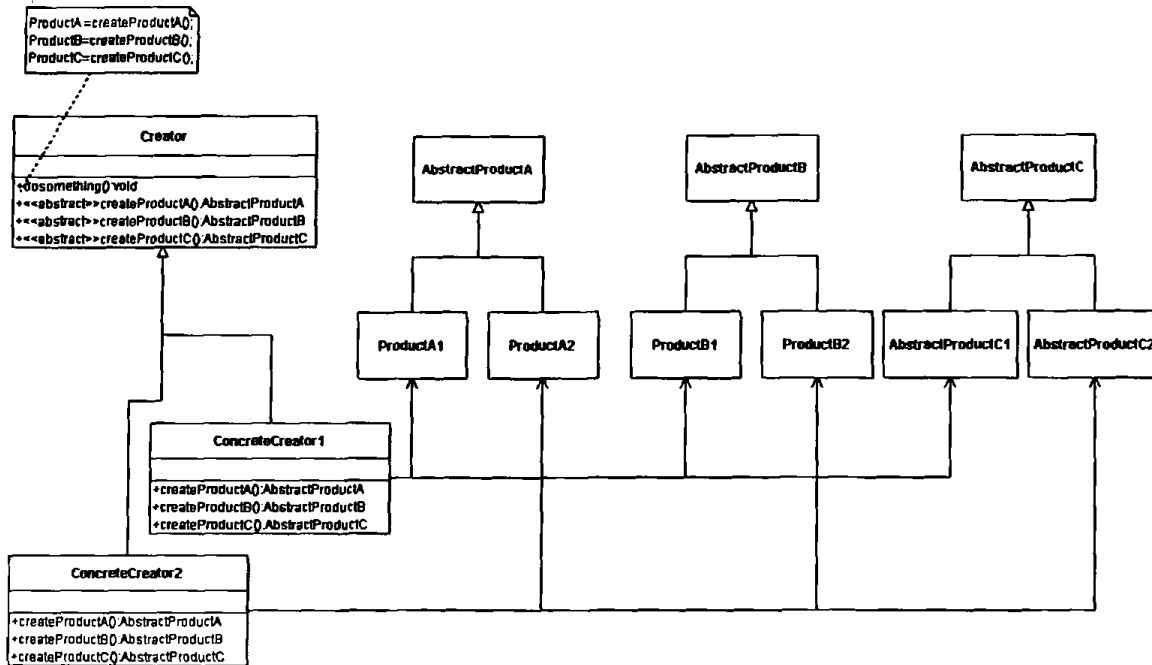 ProductA=createProductA();
ProductB=createProductB();
ProductC=createProductC();
Creator
+dosomething():void
+<<abstract>>createProductA():AbstractProductA
+<<abstract>>createProductB():AbstractProductB
+<<abstract>>createProductC():AbstractProductC
AbstractProductA
AbstractProductB
AbstractProductC
ProductA1
ProductA2
ProductB1
ProductB2
AbstractProductC1
AbstractProductC2
ConcreteCreator1
+createProductA():AbstractProductA
+createProductB():AbstractProductB
+createProductC():AbstractProductC
ConcreteCreator2
+createProductA():AbstractProductA
+createProductB():AbstractProductB
+createProductC():AbstractProductC